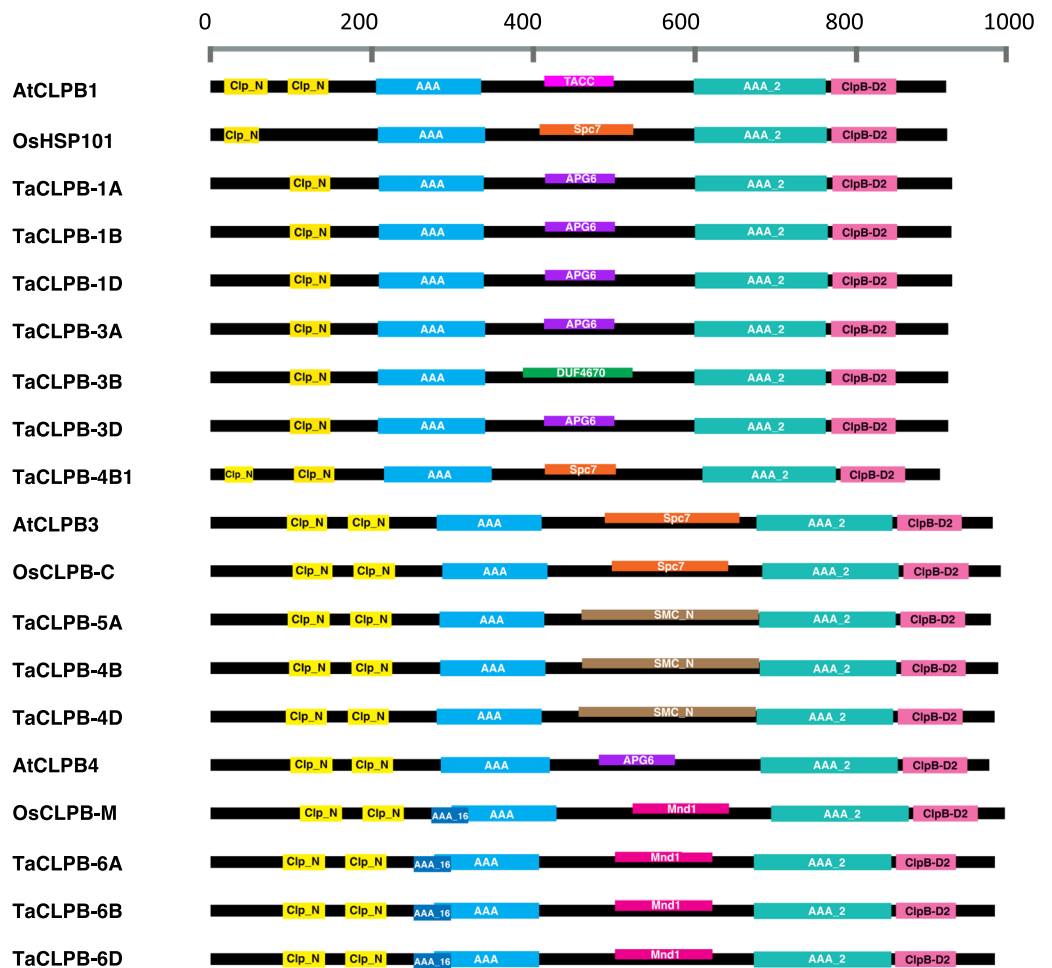 0 200 400 600 800 1000
AtCLPB1 Clp_N Clp_N AAA TACC AAA_2 ClpB-D2
OsHSP101 Clp_N AAA Spc7 AAA_2 ClpB-D2
TaCLPB-1A Clp_N AAA APG6 AAA_2 ClpB-D2
TaCLPB-1B Clp_N AAA APG6 AAA_2 ClpB-D2
TaCLPB-1D Clp_N AAA APG6 AAA_2 ClpB-D2
TaCLPB-3A Clp_N AAA APG6 AAA_2 ClpB-D2
TaCLPB-3B Clp_N AAA DUF4670 AAA_2 ClpB-D2
TaCLPB-3D Clp_N AAA APG6 AAA_2 ClpB-D2
TaCLPB-4B1 Clp_N Clp_N AAA Spc7 AAA_2 ClpB-D2
AtCLPB3 Clp_N Clp_N AAA Spc7 AAA_2 ClpB-D2
OsCLPB-C Clp_N Clp_N AAA Spc7 AAA_2 ClpB-D2
TaCLPB-5A Clp_N Clp_N AAA SMC_N AAA_2 ClpB-D2
TaCLPB-4B Clp_N Clp_N AAA SMC_N AAA_2 ClpB-D2
TaCLPB-4D Clp_N Clp_N AAA SMC_N AAA_2 ClpB-D2
AtCLPB4 Clp_N Clp_N AAA APG6 AAA_2 ClpB-D2
OsCLPB-M Clp_N Clp_N AAA_16 AAA Mnd1 AAA_2 ClpB-D2
TaCLPB-6A Clp_N Clp_N AAA_16 AAA Mnd1 AAA_2 ClpB-D2
TaCLPB-6B Clp_N Clp_N AAA_16 AAA Mnd1 AAA_2 ClpB-D2
TaCLPB-6D Clp_N Clp_N AAA_16 AAA Mnd1 AAA_2 ClpB-D2